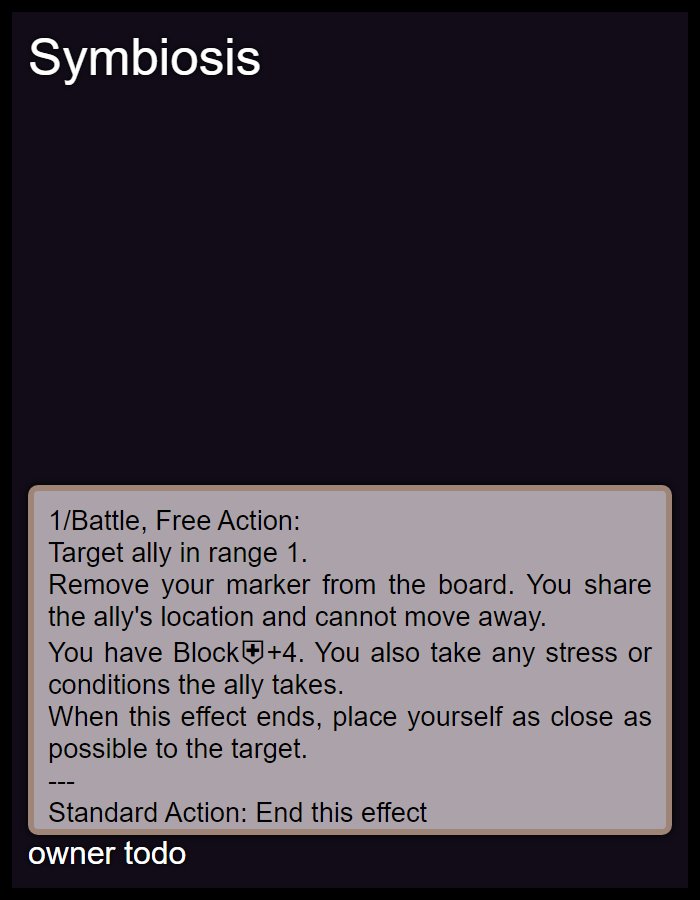 Symbiosis
1/Battle, Free Action:
Target ally in range 1.
Remove your marker from the board. You share
the ally's location and cannot move away.
You have Block⛨+4. You also take any stress or
conditions the ally takes.
When this effect ends, place yourself as close as
possible to the target.
---
Standard Action: End this effect
owner todo